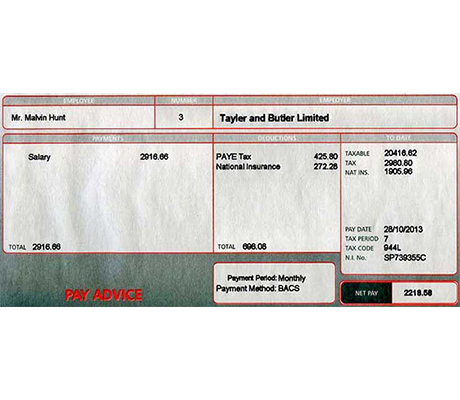 EMPLOYEE NUMBER EMPLOYER
Mr. Malvin Hunt 3 Tayler and Butler Limited
PAYMENTS DEDUCTIONS TO DATE
Salary 2916.66
PAYE Tax 425.80
National Insurance 272.28
TAXABLE 20416.62
TAX 2980.80
NAT INS. 1905.96
PAY DATE 28/10/2013
TAX PERIOD 7
TAX CODE 944L
N.I. No. SP739355C
TOTAL 2916.66 TOTAL 698.08
Payment Period: Monthly
Payment Method: BACS
PAY ADVICE
NET PAY 2218.58